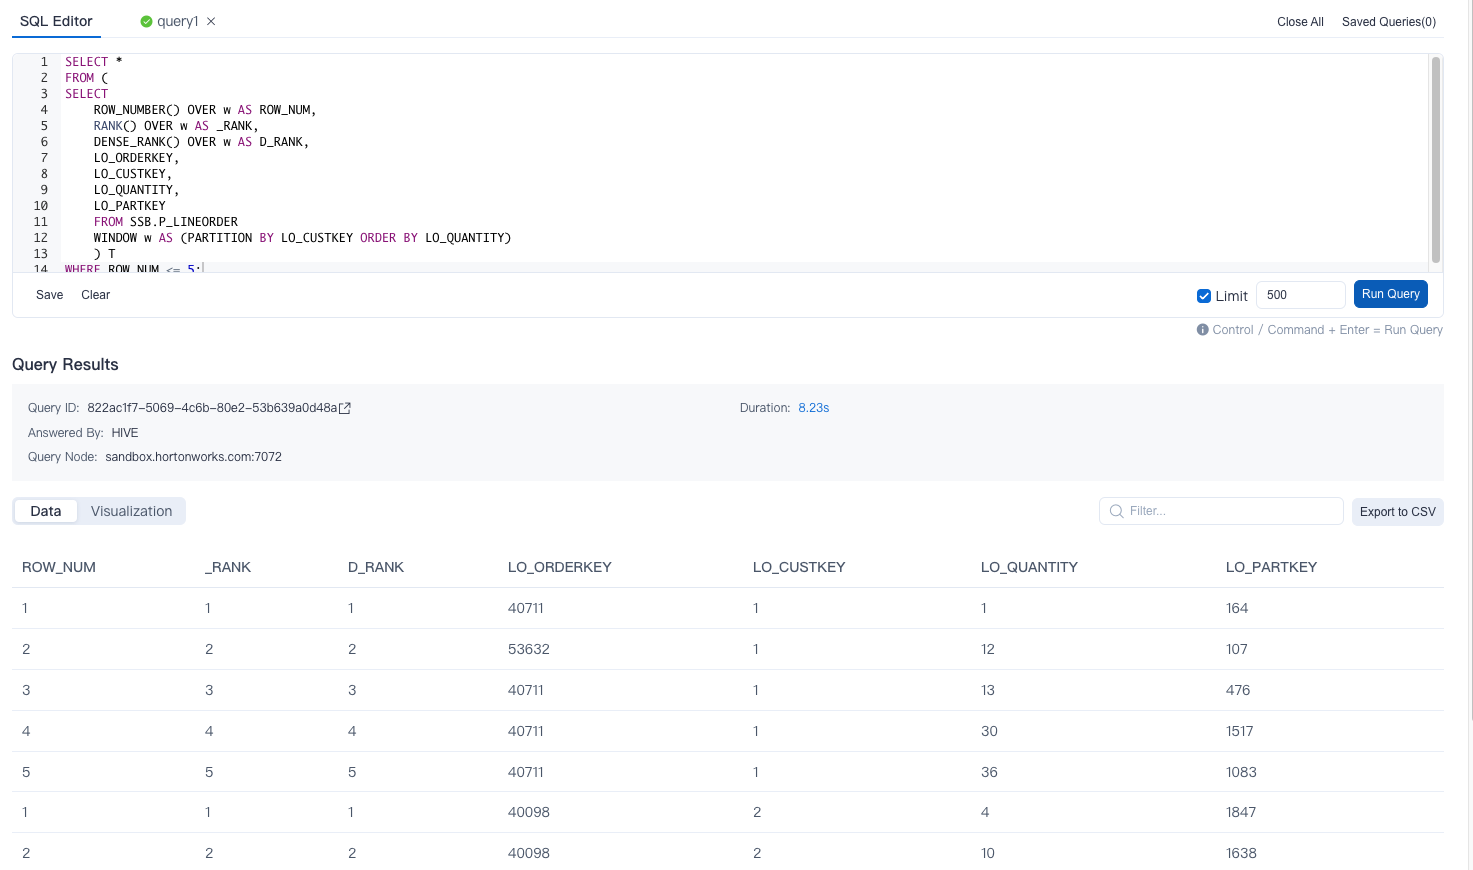 SQL Editor query1 × Close All Saved Queries(0)
1 SELECT *
2 FROM (
3 SELECT
4 ROW_NUMBER() OVER w AS ROW_NUM,
5 RANK() OVER w AS _RANK,
6 DENSE_RANK() OVER w AS D_RANK,
7 LO_ORDERKEY,
8 LO_CUSTKEY,
9 LO_QUANTITY,
10 LO_PARTKEY
11 FROM SSB.P_LINEORDER
12 WINDOW w AS (PARTITION BY LO_CUSTKEY ORDER BY LO_QUANTITY)
13 ) T
14 WHERE ROW_NUM <= 5;
Save Clear Limit 500 Run Query
Control / Command + Enter = Run Query
Query Results
Query ID: 822ac1f7-5069-4c6b-80e2-53b639a0d48a Duration: 8.23s
Answered By: HIVE
Query Node: sandbox.hortonworks.com:7072
Data Visualization Filter... Export to CSV
ROW_NUM _RANK D_RANK LO_ORDERKEY LO_CUSTKEY LO_QUANTITY LO_PARTKEY
1 1 1 40711 1 1 164
2 2 2 53632 1 12 107
3 3 3 40711 1 13 476
4 4 4 40711 1 30 1517
5 5 5 40711 1 36 1083
1 1 1 40098 2 4 1847
2 2 2 40098 2 10 1638